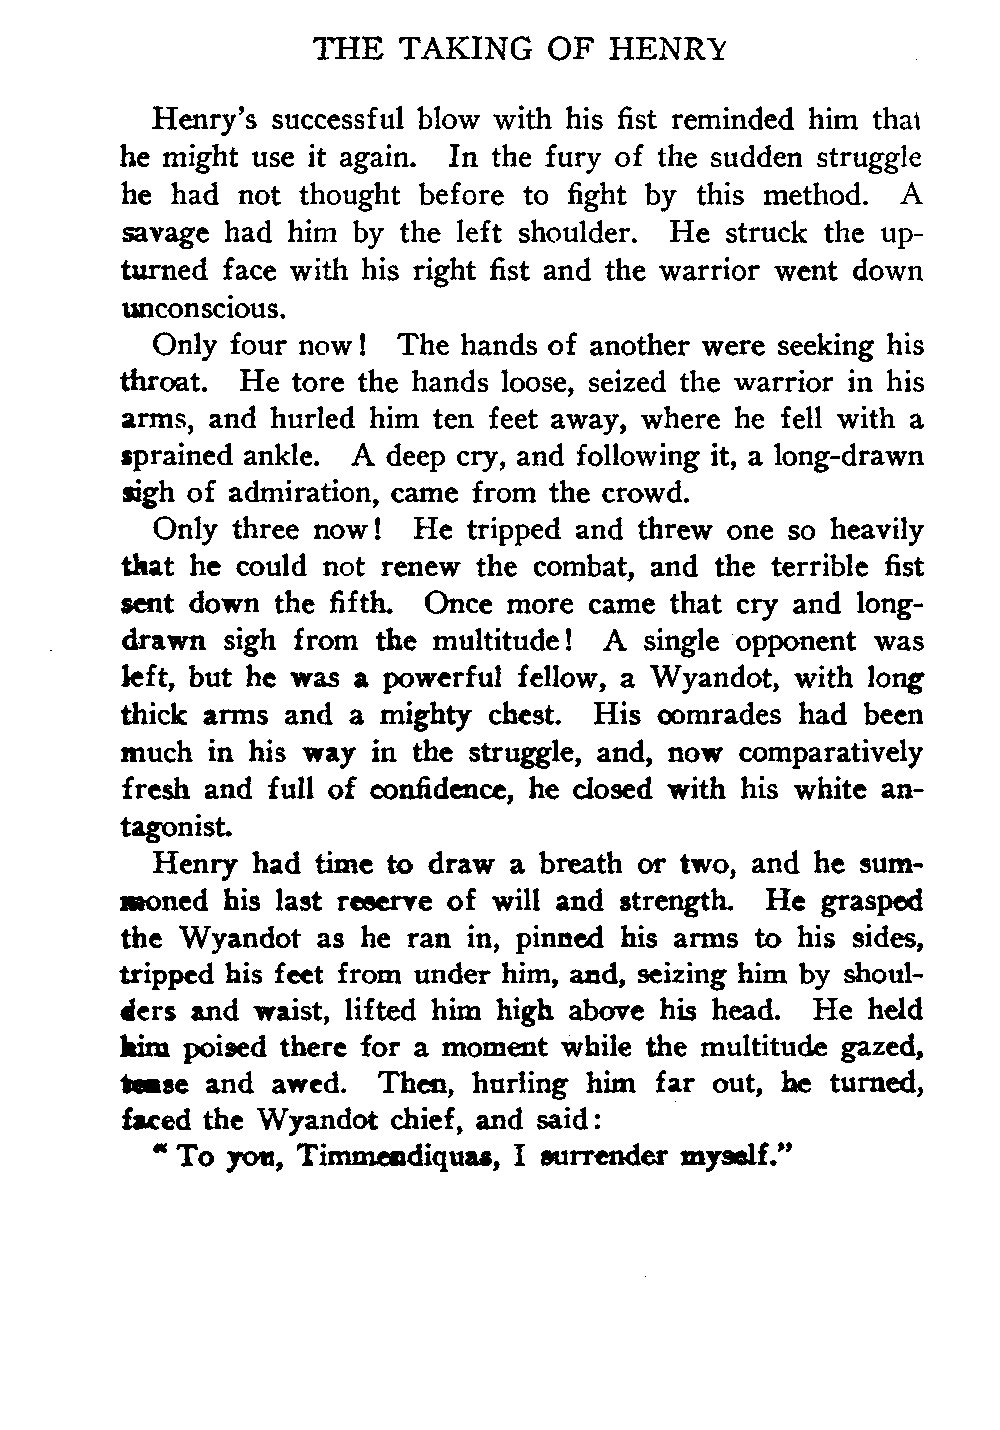 THE TAKING OF HENRY
Henry's successful blow with his fist reminded him that
he might use it again. In the fury of the sudden struggle
he had not thought before to fight by this method. A
savage had him by the left shoulder. He struck the up-
turned face with his right fist and the warrior went down
unconscious.
Only four now! The hands of another were seeking his
throat. He tore the hands loose, seized the warrior in his
arms, and hurled him ten feet away, where he fell with a
sprained ankle. A deep cry, and following it, a long-drawn
sigh of admiration, came from the crowd.
Only three now! He tripped and threw one so heavily
that he could not renew the combat, and the terrible fist
sent down the fifth. Once more came that cry and long-
drawn sigh from the multitude! A single opponent was
left, but he was a powerful fellow, a Wyandot, with long
thick arms and a mighty chest. His comrades had been
much in his way in the struggle, and, now comparatively
fresh and full of confidence, he closed with his white an-
tagonist.
Henry had time to draw a breath or two, and he sum-
moned his last reserve of will and strength. He grasped
the Wyandot as he ran in, pinned his arms to his sides,
tripped his feet from under him, and, seizing him by shoul-
ders and waist, lifted him high above his head. He held
him poised there for a moment while the multitude gazed,
tense and awed. Then, hurling him far out, he turned,
faced the Wyandot chief, and said:
"To you, Timmendiquas, I surrender myself."